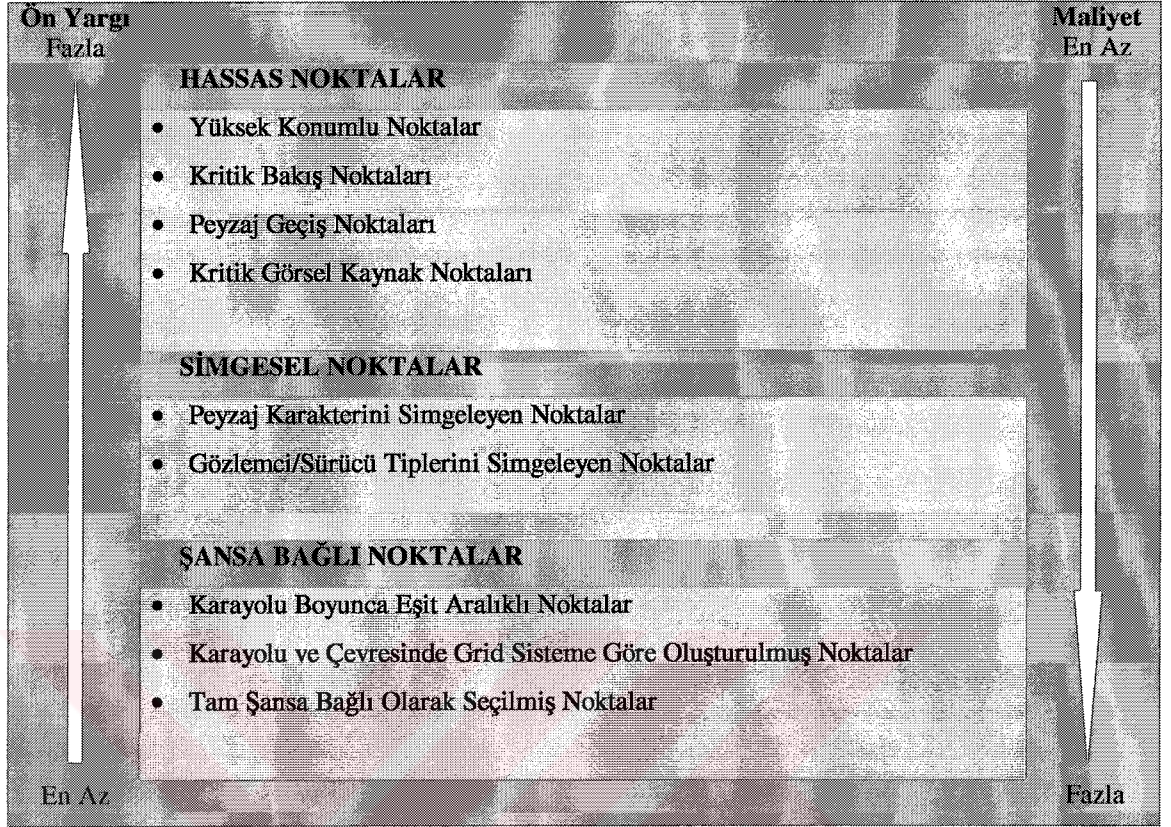 Ön Yargı
Fazla
Maliyet
En Az
HASSAS NOKTALAR
• Yüksek Konumlu Noktalar
• Kritik Bakış Noktaları
• Peyzaj Geçiş Noktaları
• Kritik Görsel Kaynak Noktaları
SİMGESEL NOKTALAR
• Peyzaj Karakterini Simgeleyen Noktalar
• Gözlemci/Sürücü Tiplerini Simgeleyen Noktalar
ŞANSA BAĞLI NOKTALAR
• Karayolu Boyunca Eşit Aralıklı Noktalar
• Karayolu ve Çevresinde Grid Sisteme Göre Oluşturulmuş Noktalar
• Tam Şansa Bağlı Olarak Seçilmiş Noktalar
En Az
Fazla